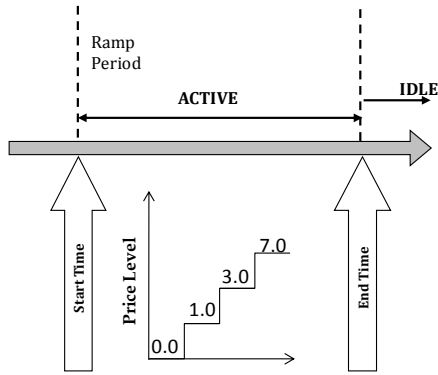 Ramp
Period
IDLE
ACTIVE
Start Time
Price Level
0.0
1.0
3.0
7.0
End Time